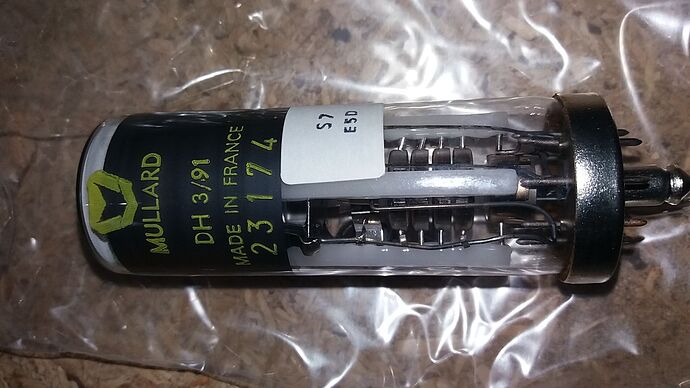 MULLARD
DH 3/91
MADE IN FRANCE
23174
S7
E5D